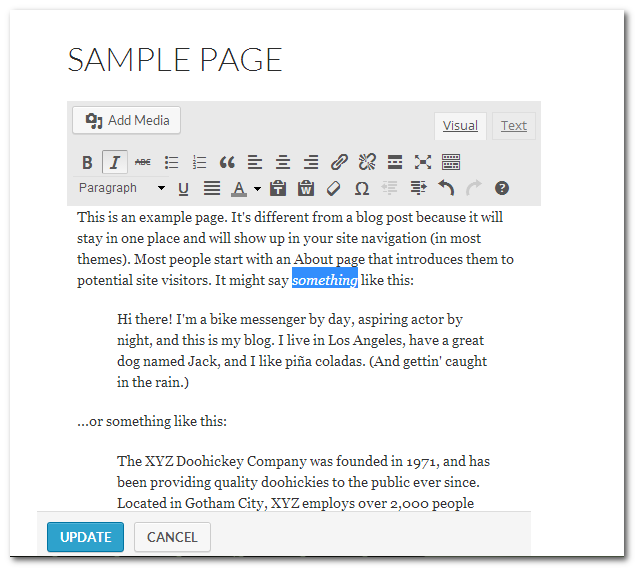 SAMPLE PAGE
Add Media
Visual Text
B I ABC
Paragraph U A T W Ω ?
This is an example page. It's different from a blog post because it will
stay in one place and will show up in your site navigation (in most
themes). Most people start with an About page that introduces them to
potential site visitors. It might say something like this:
Hi there! I'm a bike messenger by day, aspiring actor by
night, and this is my blog. I live in Los Angeles, have a great
dog named Jack, and I like piña coladas. (And gettin' caught
in the rain.)
...or something like this:
The XYZ Doohickey Company was founded in 1971, and has
been providing quality doohickies to the public ever since.
Located in Gotham City, XYZ employs over 2,000 people
UPDATE CANCEL